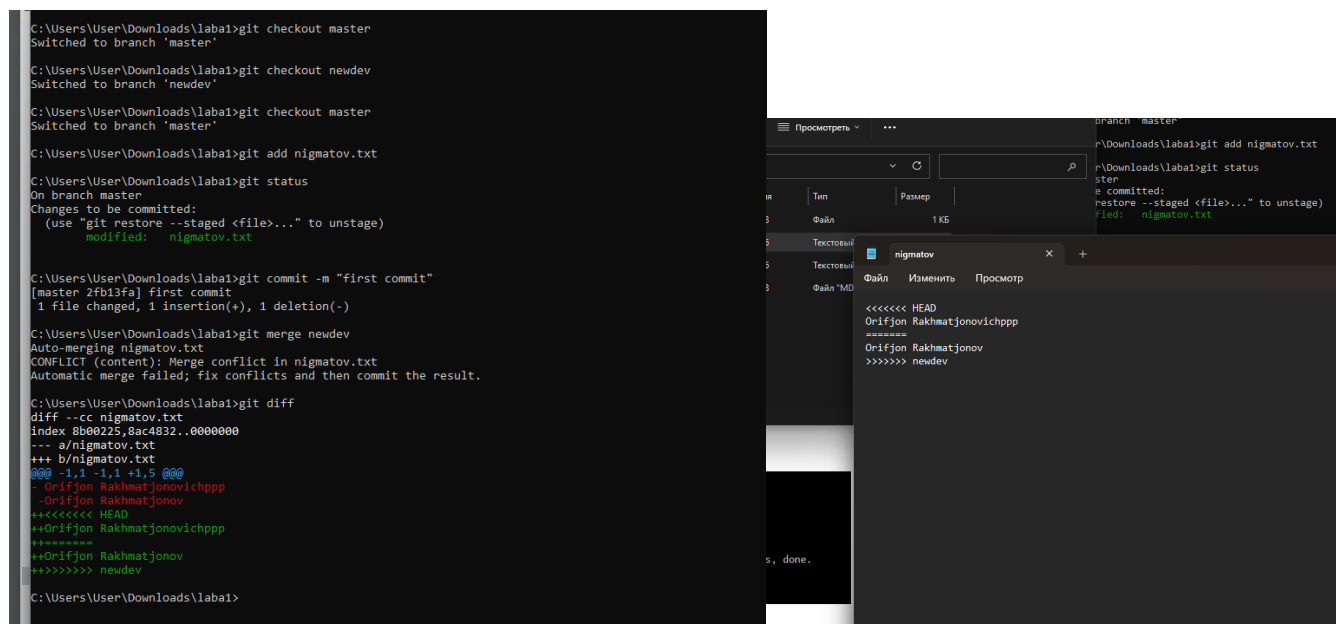 C:\Users\User\Downloads\laba1>git checkout master
Switched to branch 'master'
C:\Users\User\Downloads\laba1>git checkout newdev
Switched to branch 'newdev'
C:\Users\User\Downloads\laba1>git checkout master
Switched to branch 'master'
C:\Users\User\Downloads\laba1>git add nigmatov.txt
C:\Users\User\Downloads\laba1>git status
On branch master
Changes to be committed:
(use "git restore --staged <file>..." to unstage)
modified:   nigmatov.txt
C:\Users\User\Downloads\laba1>git commit -m "first commit"
[master 2fb13fa] first commit
1 file changed, 1 insertion(+), 1 deletion(-)
C:\Users\User\Downloads\laba1>git merge newdev
Auto-merging nigmatov.txt
CONFLICT (content): Merge conflict in nigmatov.txt
Automatic merge failed; fix conflicts and then commit the result.
C:\Users\User\Downloads\laba1>git diff
diff --cc nigmatov.txt
index 8b00225,8ac4832..0000000
--- a/nigmatov.txt
+++ b/nigmatov.txt
@@@ -1,1 -1,1 +1,5 @@@
- Orifjon Rakhmatjonovichppp
 -Orifjon Rakhmatjonov
++<<<<<<< HEAD
++Orifjon Rakhmatjonovichppp
++=======
++Orifjon Rakhmatjonov
++>>>>>>> newdev
C:\Users\User\Downloads\laba1>
Просмотреть
Тип
Размер
Файл
1 КБ
Текстовый
Текстовый
Файл "MD
s, done.
branch 'master'
r\Downloads\laba1>git add nigmatov.txt
r\Downloads\laba1>git status
ster
e committed:
restore --staged <file>..." to unstage)
fied:   nigmatov.txt
nigmatov
Файл Изменить Просмотр
<<<<<<< HEAD
Orifjon Rakhmatjonovichppp
=======
Orifjon Rakhmatjonov
>>>>>>> newdev